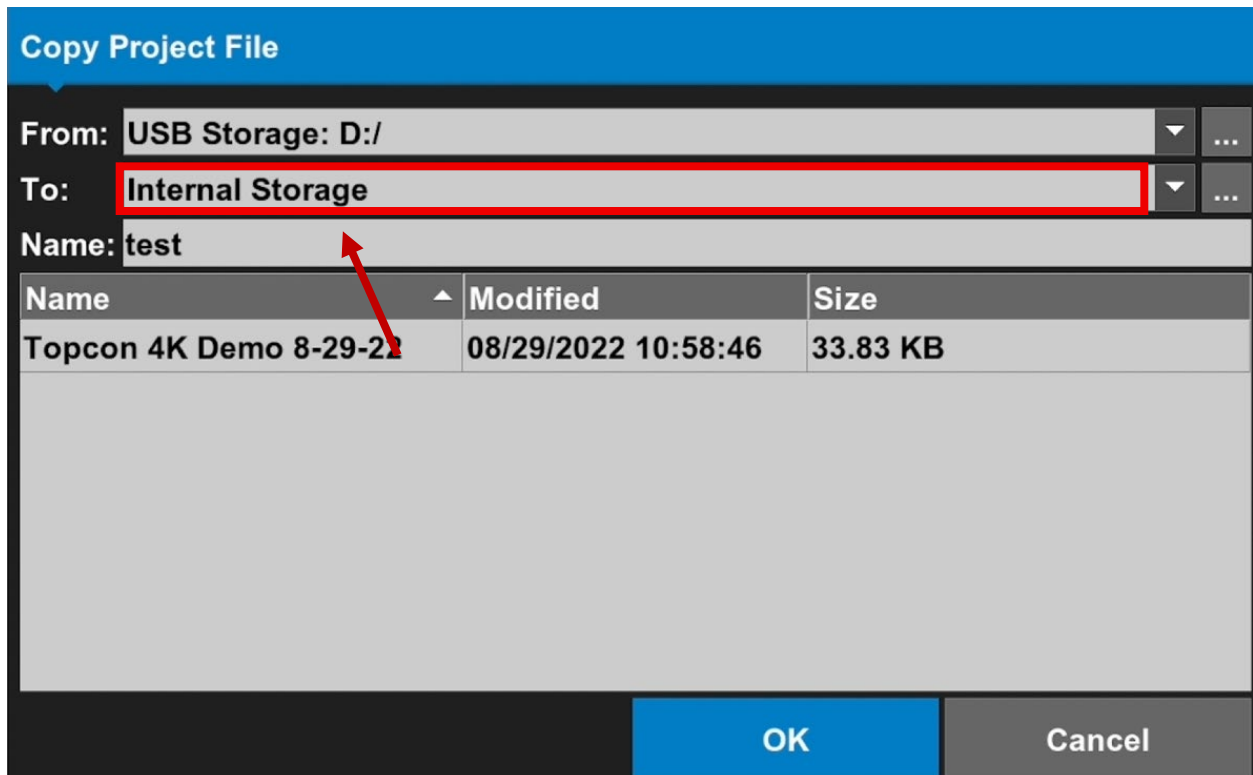 Copy Project File
From: USB Storage: D:/ ...
To: Internal Storage ...
Name: test
Name Modified Size
Topcon 4K Demo 8-29-22 08/29/2022 10:58:46 33.83 KB
OK Cancel